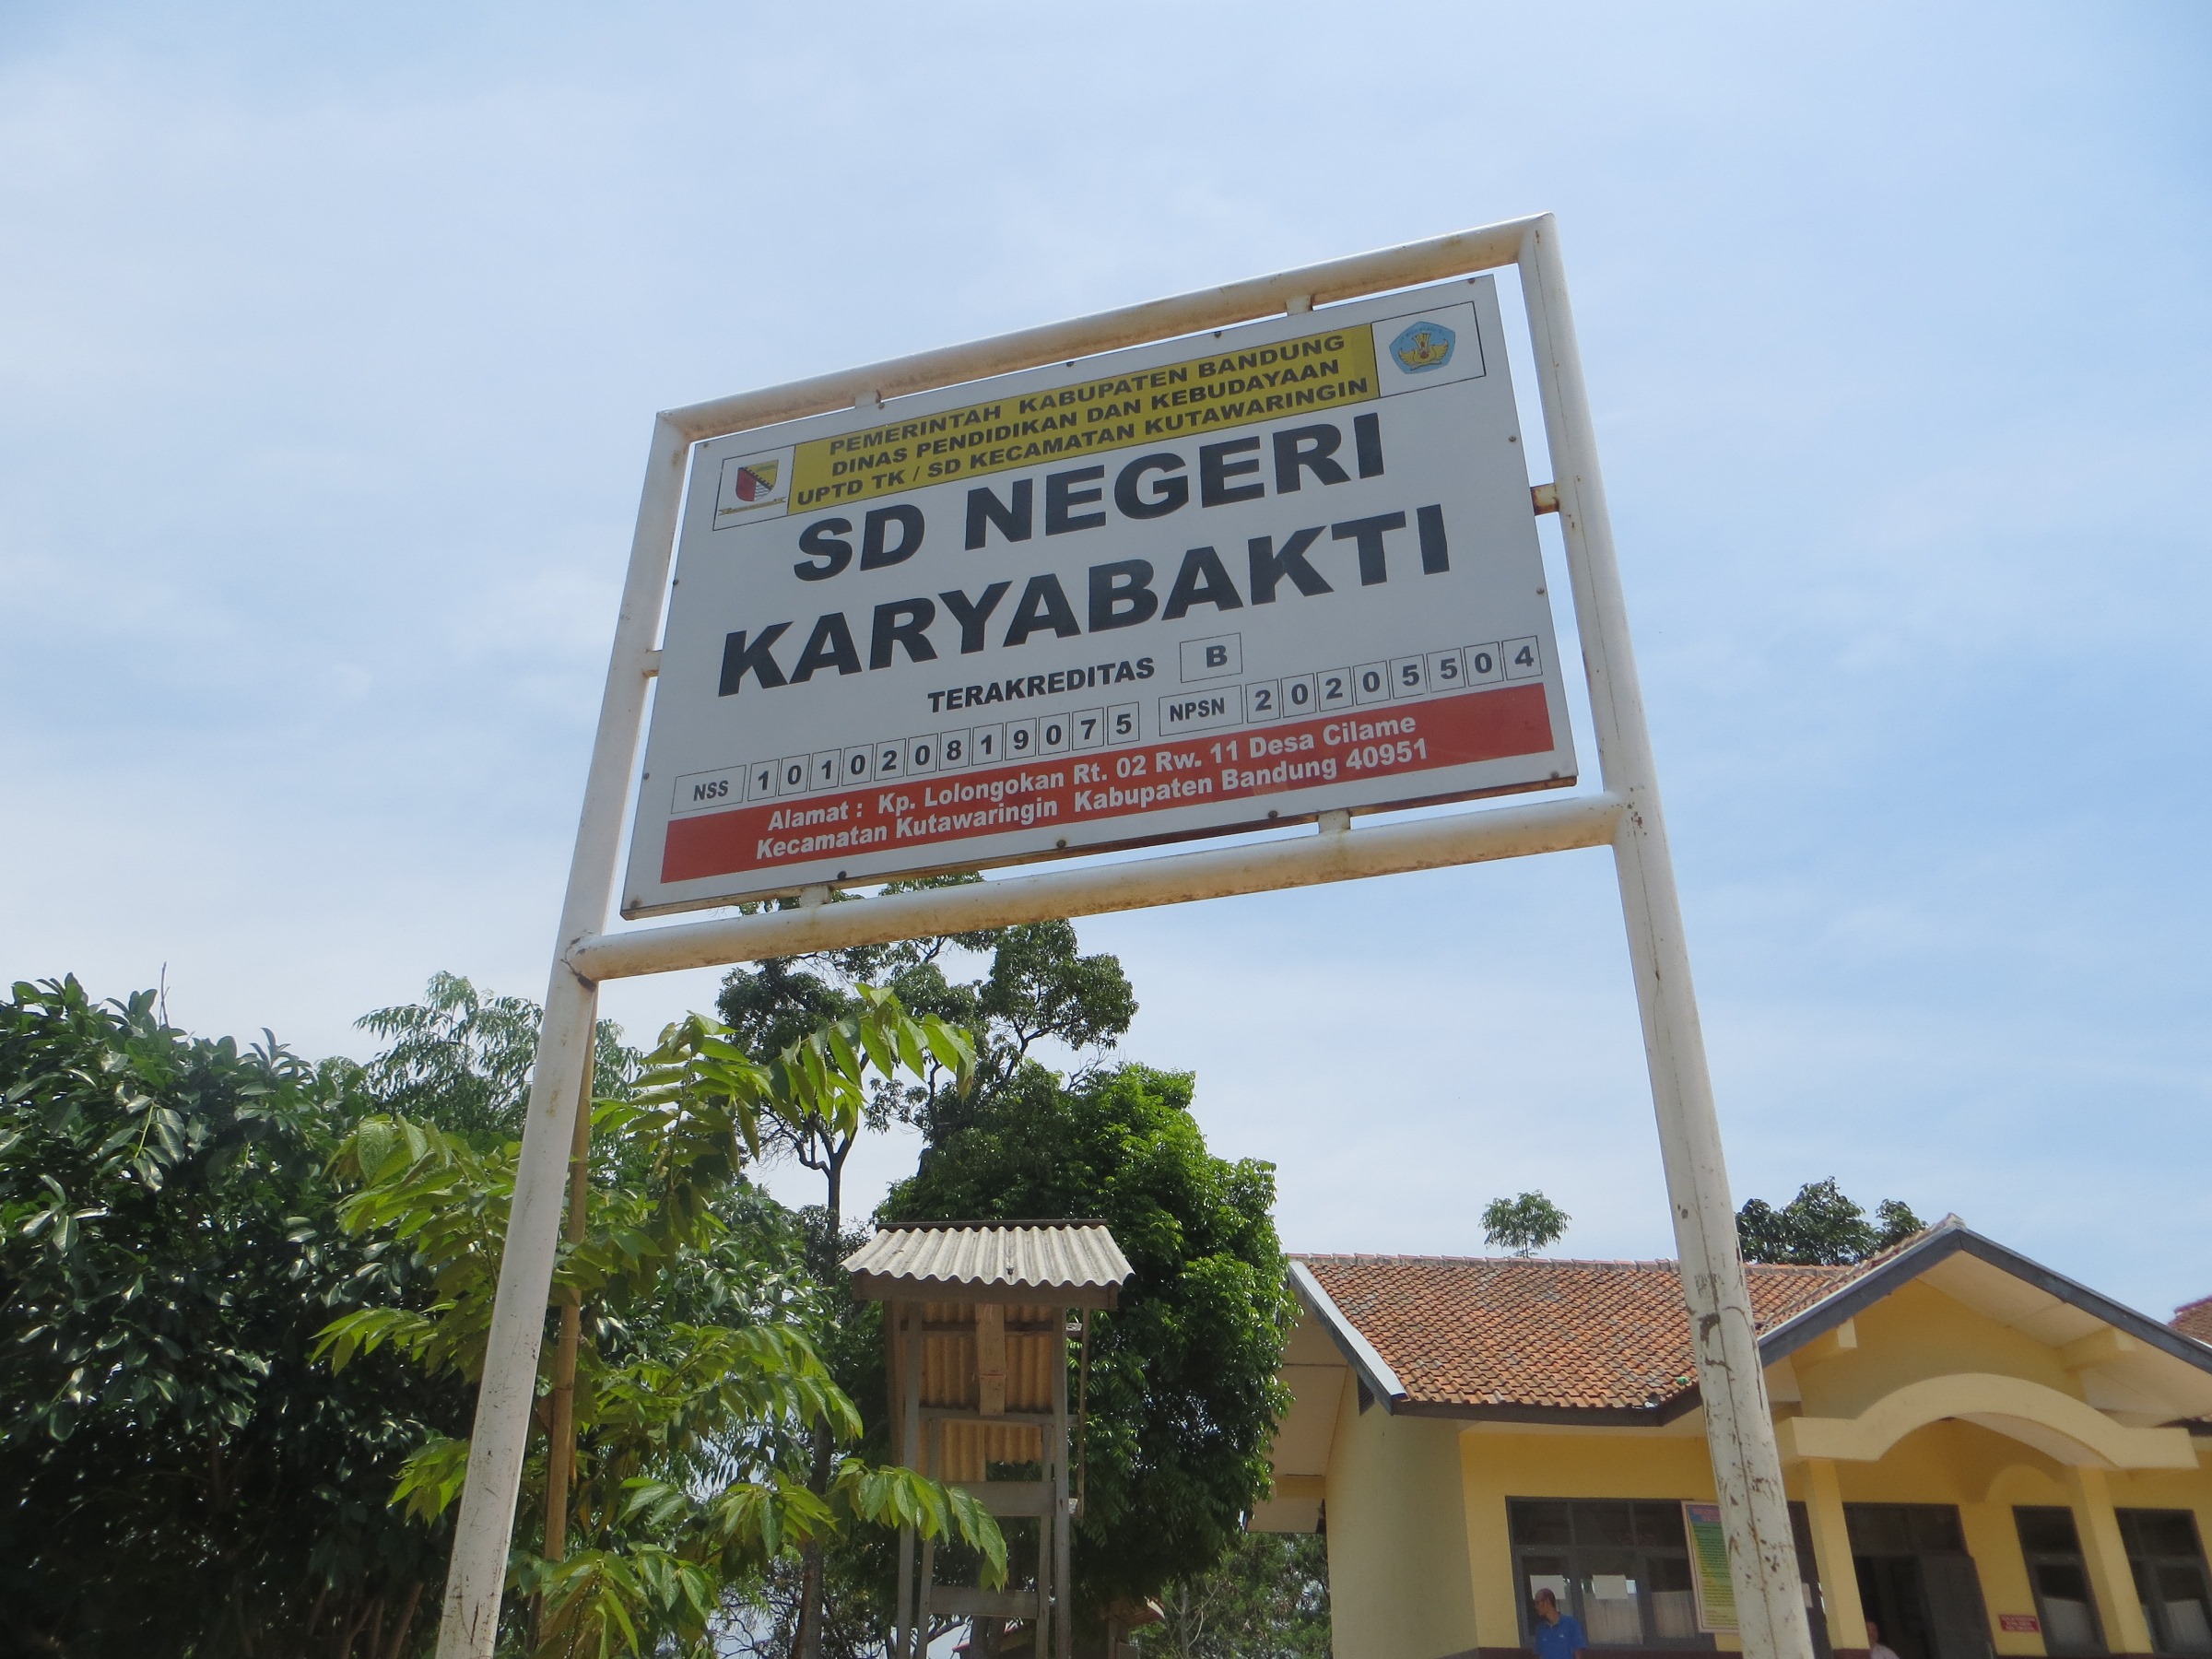 PEMERINTAH KABUPATEN BANDUNG
DINAS PENDIDIKAN DAN KEBUDAYAAN
UPTD TK / SD KECAMATAN KUTAWARINGIN
SD NEGERI
KARYABAKTI
TERAKREDITAS B
NSS 101020819075 NPSN 20205504
Alamat : Kp. Lolongokan Rt. 02 Rw. 11 Desa Cilame
Kecamatan Kutawaringin Kabupaten Bandung 40951